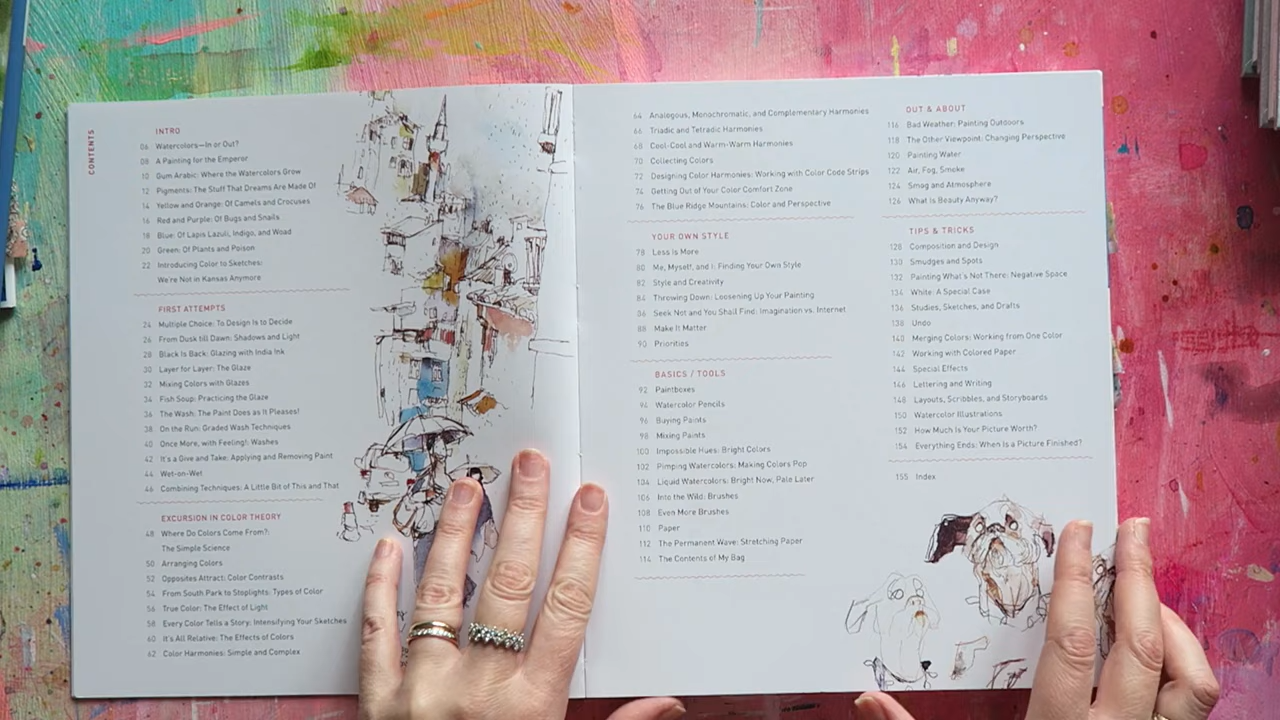 CONTENTS
INTRO
06 Watercolors—In or Out?
08 A Painting for the Emperor
10 Gum Arabic: Where the Watercolors Grow
12 Pigments: The Stuff That Dreams Are Made Of
14 Yellow and Orange: Of Camels and Crocuses
16 Red and Purple: Of Bugs and Snails
18 Blue: Of Lapis Lazuli, Indigo, and Woad
20 Green: Of Plants and Poison
22 Introducing Color to Sketches:
We're Not in Kansas Anymore
FIRST ATTEMPTS
24 Multiple Choice: To Design Is to Decide
26 From Dusk till Dawn: Shadows and Light
28 Black Is Back: Glazing with India Ink
30 Layer for Layer: The Glaze
32 Mixing Colors with Glazes
34 Fish Soup: Practicing the Glaze
36 The Wash: The Paint Does as It Pleases!
38 On the Run: Graded Wash Techniques
40 Once More, with Feeling!: Washes
42 It's a Give and Take: Applying and Removing Paint
44 Wet-on-Wet
46 Combining Techniques: A Little Bit of This and That
EXCURSION IN COLOR THEORY
48 Where Do Colors Come From?:
The Simple Science
50 Arranging Colors
52 Opposites Attract: Color Contrasts
54 From South Park to Stoplights: Types of Color
56 True Color: The Effect of Light
58 Every Color Tells a Story: Intensifying Your Sketches
60 It's All Relative: The Effects of Colors
62 Color Harmonies: Simple and Complex
64 Analogous, Monochromatic, and Complementary Harmonies
66 Triadic and Tetradic Harmonies
68 Cool-Cool and Warm-Warm Harmonies
70 Collecting Colors
72 Designing Color Harmonies: Working with Color Code Strips
74 Getting Out of Your Color Comfort Zone
76 The Blue Ridge Mountains: Color and Perspective
YOUR OWN STYLE
78 Less Is More
80 Me, Myself, and I: Finding Your Own Style
82 Style and Creativity
84 Throwing Down: Loosening Up Your Painting
86 Seek Not and You Shall Find: Imagination vs. Internet
88 Make It Matter
90 Priorities
BASICS / TOOLS
92 Paintboxes
94 Watercolor Pencils
96 Buying Paints
98 Mixing Paints
100 Impossible Hues: Bright Colors
102 Pimping Watercolors: Making Colors Pop
104 Liquid Watercolors: Bright Now, Pale Later
106 Into the Wild: Brushes
108 Even More Brushes
110 Paper
112 The Permanent Wave: Stretching Paper
114 The Contents of My Bag
OUT & ABOUT
116 Bad Weather: Painting Outdoors
118 The Other Viewpoint: Changing Perspective
120 Painting Water
122 Air, Fog, Smoke
124 Smog and Atmosphere
126 What Is Beauty Anyway?
TIPS & TRICKS
128 Composition and Design
130 Smudges and Spots
132 Painting What's Not There: Negative Space
134 White: A Special Case
136 Studies, Sketches, and Drafts
138 Undo
140 Merging Colors: Working from One Color
142 Working with Colored Paper
144 Special Effects
146 Lettering and Writing
148 Layouts, Scribbles, and Storyboards
150 Watercolor Illustrations
152 How Much Is Your Picture Worth?
154 Everything Ends: When Is a Picture Finished?
155 Index